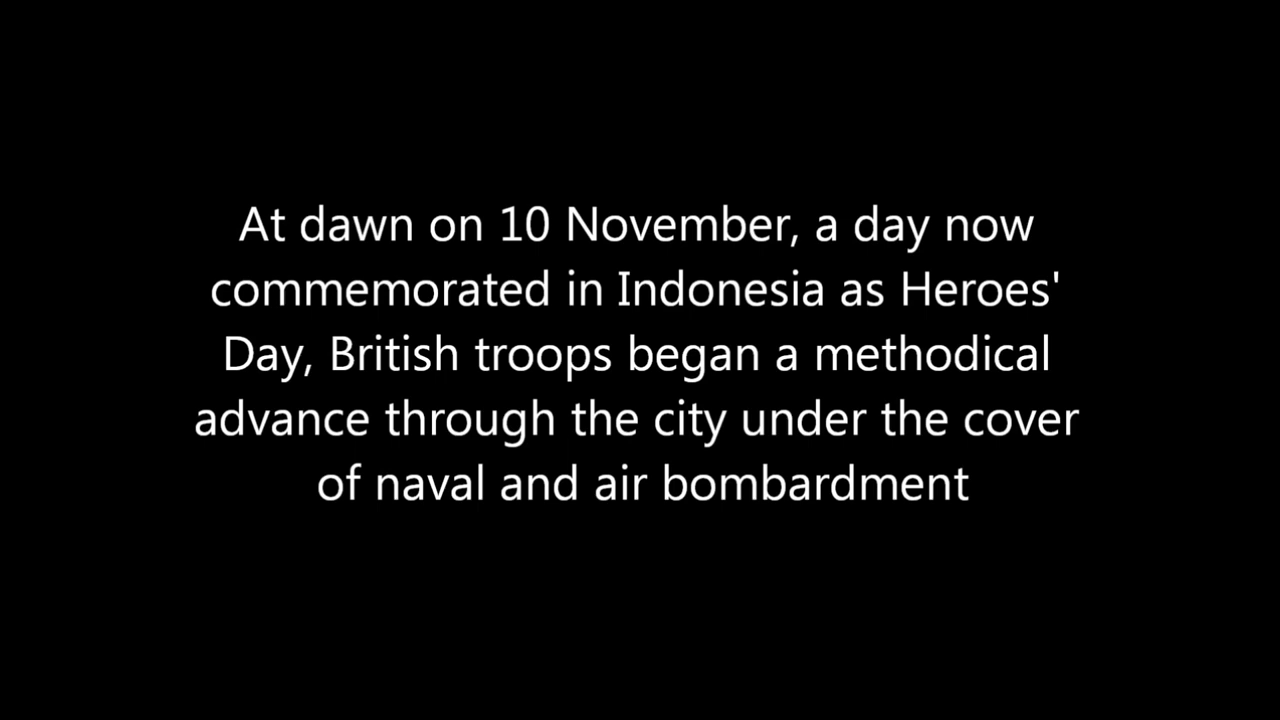 At dawn on 10 November, a day now
commemorated in Indonesia as Heroes'
Day, British troops began a methodical
advance through the city under the cover
of naval and air bombardment